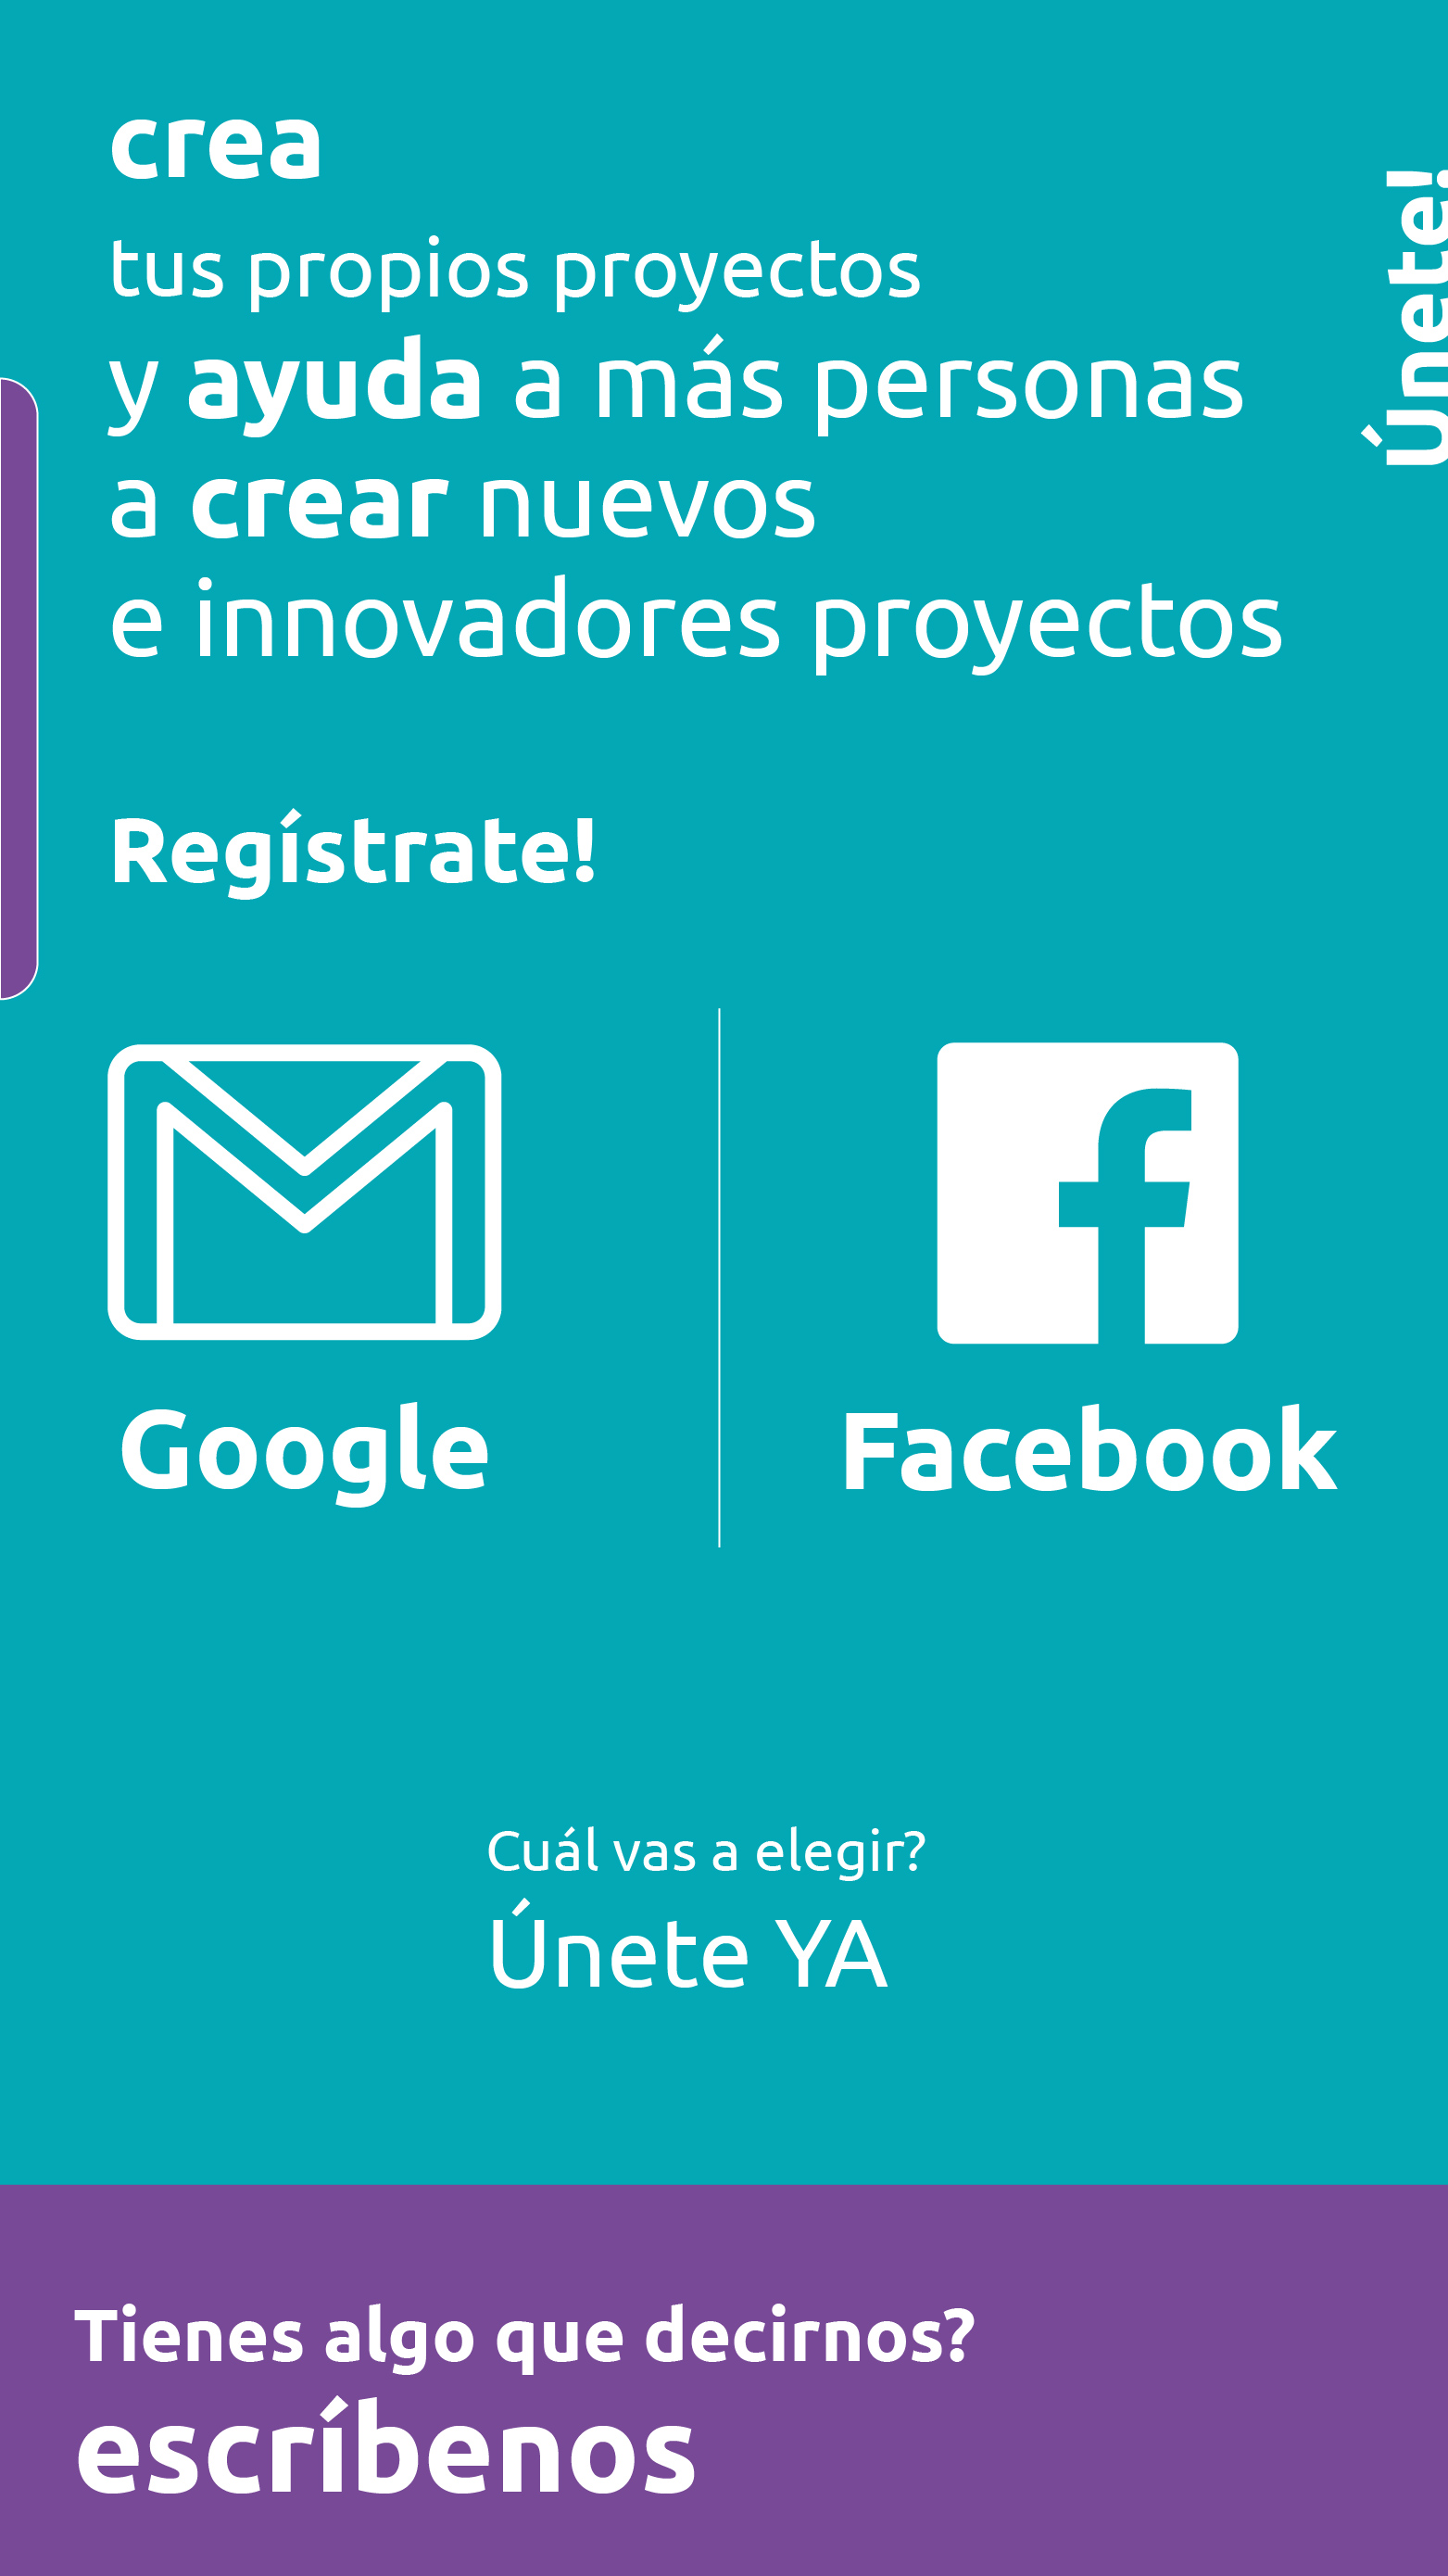 crea
tus propios proyectos
y ayuda a más personas
a crear nuevos
e innovadores proyectos
Únete!
Regístrate!
Google
Facebook
Cuál vas a elegir?
Únete YA
Tienes algo que decirnos?
escríbenos